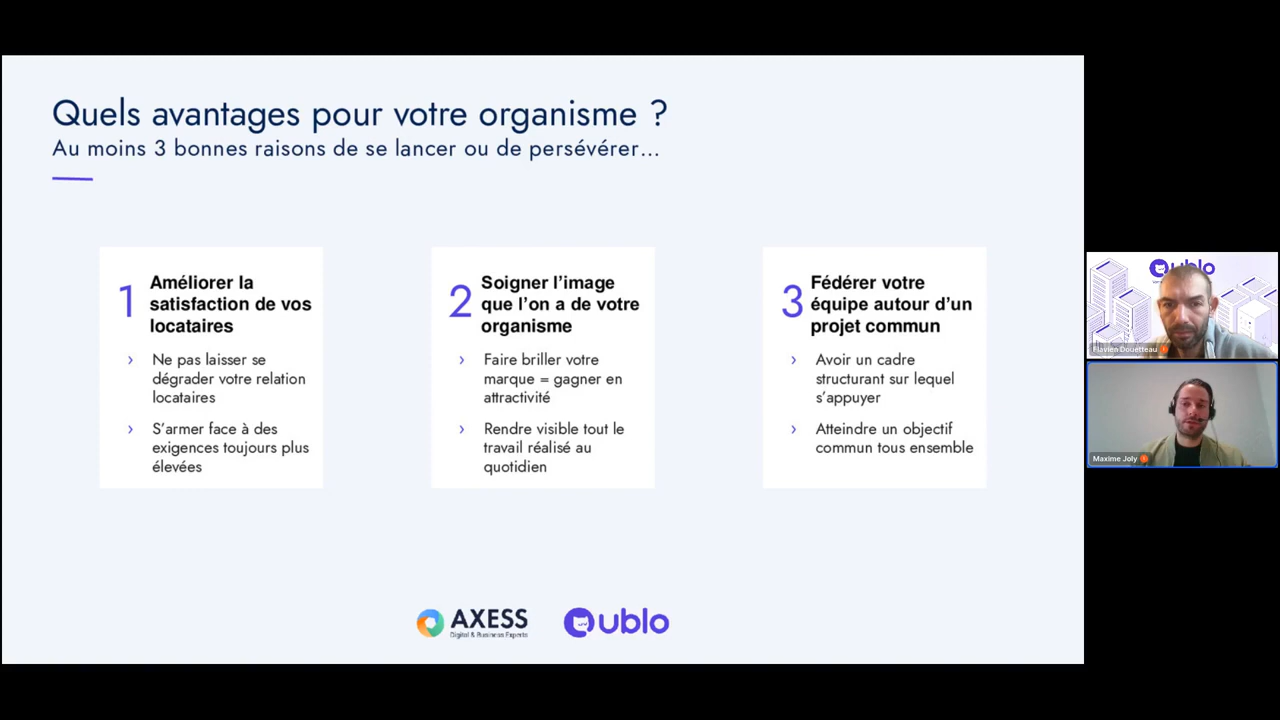 Quels avantages pour votre organisme ?
Au moins 3 bonnes raisons de se lancer ou de persévérer...
1
Améliorer la
satisfaction de vos
locataires
› Ne pas laisser se
dégrader votre relation
locataires
› S'armer face à des
exigences toujours plus
élevées
2
Soigner l'image
que l'on a de votre
organisme
› Faire briller votre
marque = gagner en
attractivité
› Rendre visible tout le
travail réalisé au
quotidien
3
Fédérer votre
équipe autour d'un
projet commun
› Avoir un cadre
structurant sur lequel
s'appuyer
› Atteindre un objectif
commun tous ensemble
AXESS
Digital & Business Experts
ublo
Flavien Douetteau
Maxime Joly